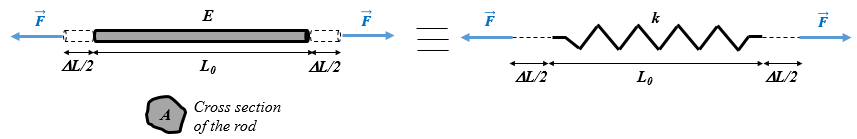 F⃗ E F⃗ F⃗ k F⃗
ΔL/2 L₀ ΔL/2 ΔL/2 L₀ ΔL/2
A Cross section
of the rod